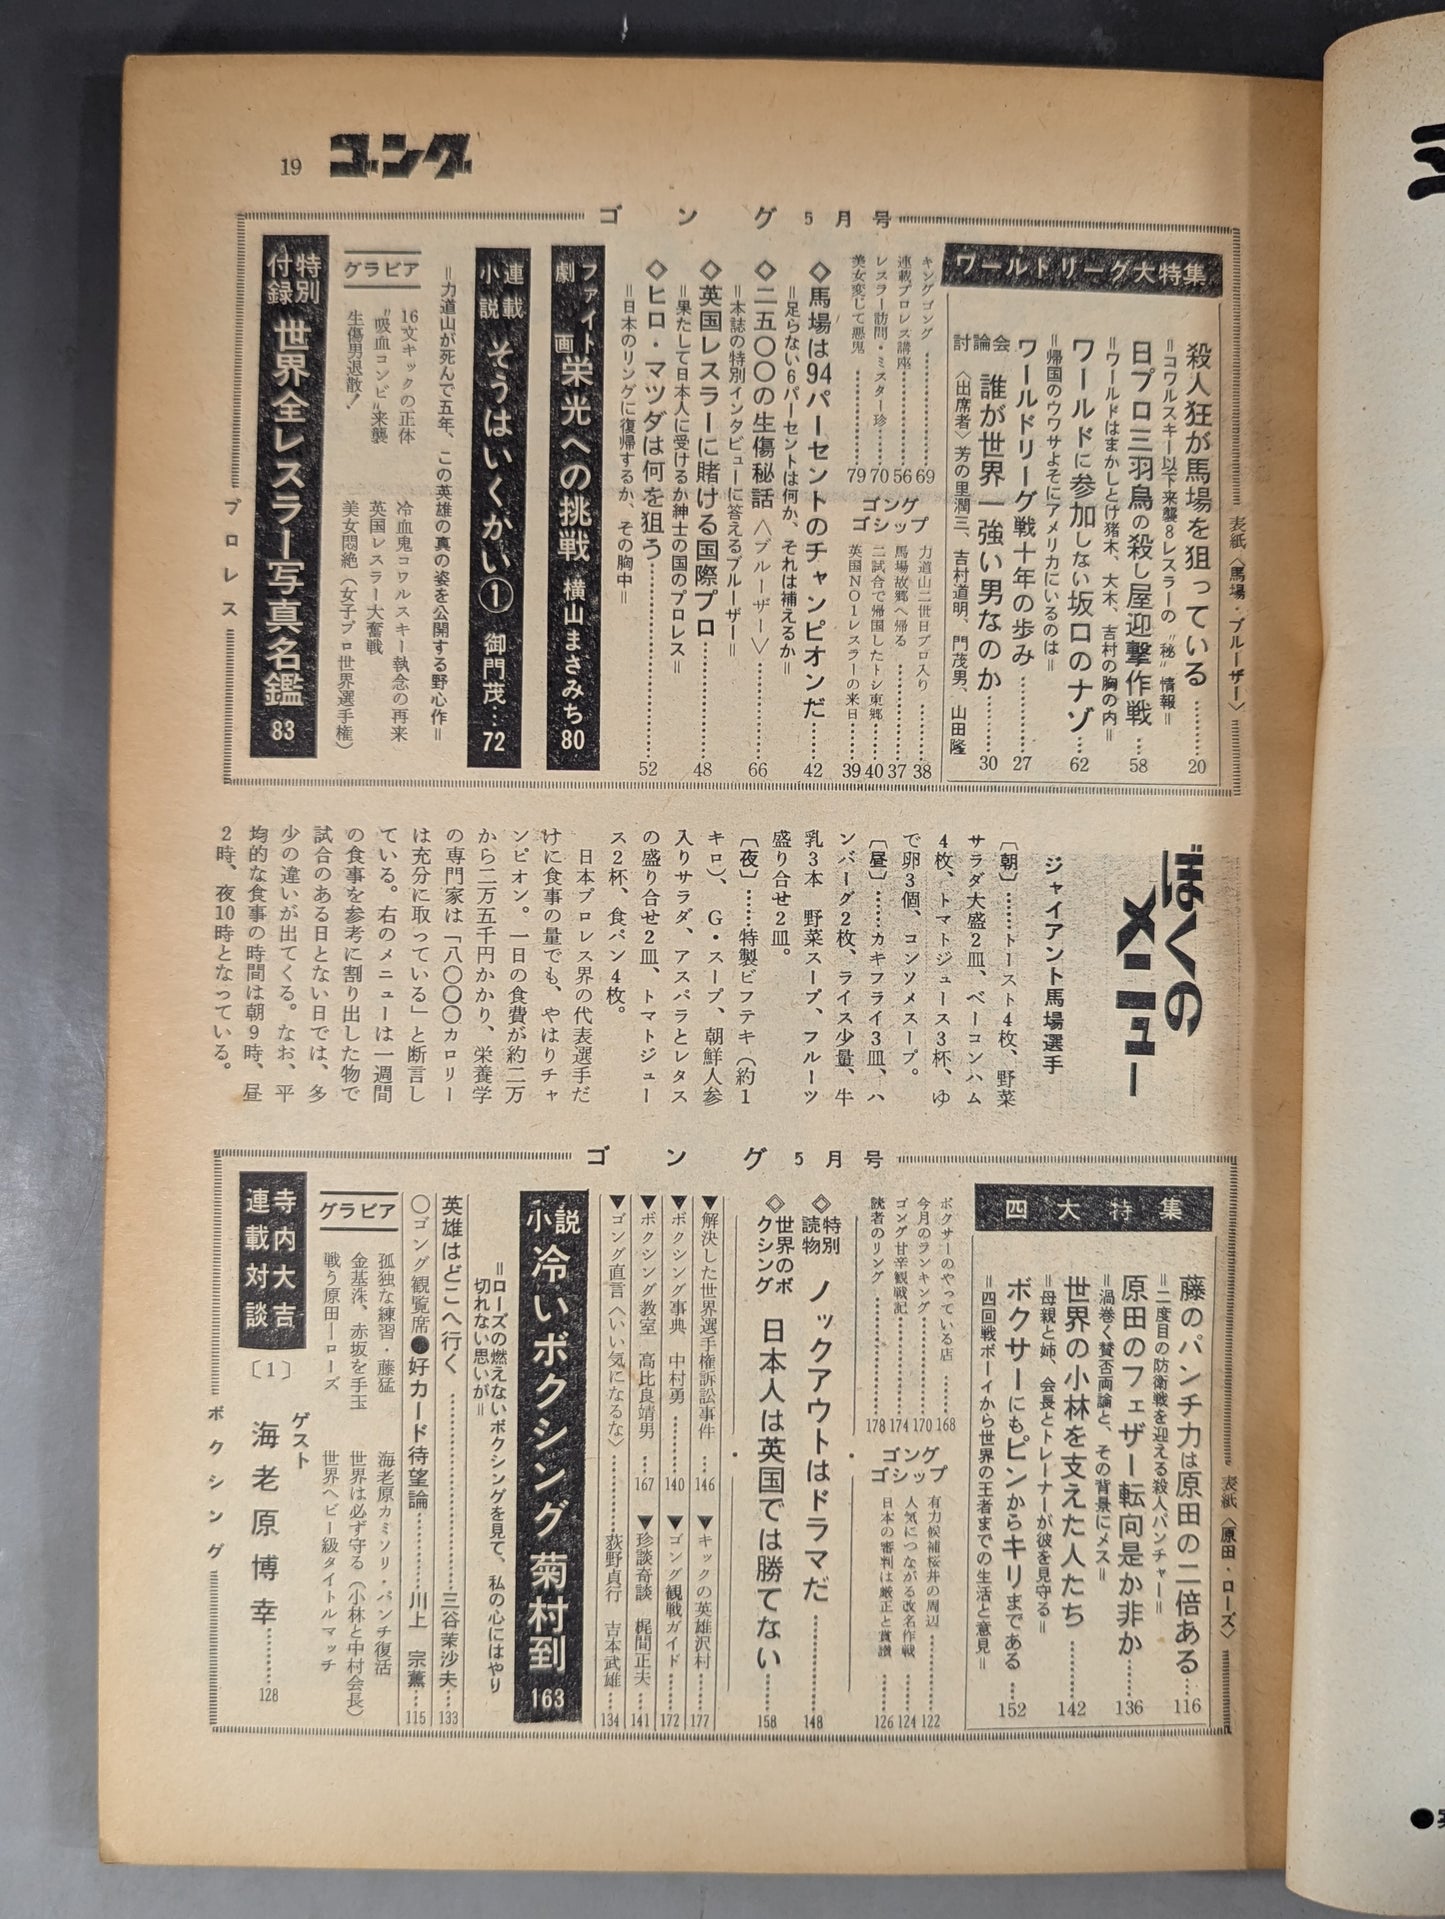 19
ゴング
ゴング5月号
表紙〈馬場・ブルーザー〉
ワールドリーグ大特集
殺人狂が馬場を狙っている………20
＝コワルスキー以下来襲8レスラーの〝秘〟情報＝
日プロ三羽鳥の殺し屋迎撃作戦…58
＝ワールドはまかしとけ猪木、大木、吉村の胸の内＝
ワールドに参加しない坂口のナゾ…62
＝帰国のウワサよそにアメリカにいるのは＝
ワールドリーグ戦十年の歩み………27
討論会 誰が世界一強い男なのか………30
〈出席者〉芳の里潤三、吉村道明、門茂男、山田隆
キングコング………69
連載プロレス講座………56
レスラー訪問・ミスター珍………70
美女変じて悪鬼………79
ゴングゴシップ
力道山二世日プロ入り………38
馬場故郷へ帰る………37
二試合で帰国したトシ東郷………40
英国NO1レスラーの来日………39
◇馬場は94パーセントのチャンピオンだ……42
＝足らない6パーセントは何か、それは補えるか＝
◇二五〇〇の生傷秘話〈ブルーザー〉………66
＝本誌の特別インタビューに答えるブルーザー＝
◇英国レスラーに賭ける国際プロ………48
＝果たして日本人に受けるか紳士の国のプロレス＝
◇ヒロ・マツダは何を狙う………52
＝日本のリングに復帰するか、その胸中＝
ファイト劇画 栄光への挑戦 横山まさみち 80
連載小説 そうはいくかい① 御門茂…72
＝力道山が死んで五年、この英雄の真の姿を公開する野心作＝
グラビア
16文キックの正体
〝吸血コンビ〟来襲
生傷男退散！
冷血鬼コワルスキー執念の再来
英国レスラー大奮戦
美女悶絶（女子プロ世界選手権）
特別付録 世界全レスラー写真名鑑 83
プロレス
ぼくのメニュー
ジャイアント馬場選手
〔朝〕……トースト4枚、野菜
サラダ大盛2皿、ベーコンハム
4枚、トマトジュース3杯、ゆ
で卵3個、コンソメスープ。
〔昼〕……カキフライ3皿、ハ
ンバーグ2枚、ライス少量、牛
乳3本　野菜スープ、フルーツ
盛り合せ2皿。
〔夜〕……特製ビフテキ（約1
キロ）、G・スープ、朝鮮人参
入りサラダ、アスパラとレタス
の盛り合せ2皿、トマトジュー
ス2杯、食パン4枚。
日本プロレス界の代表選手だ
けに食事の量でも、やはりチャ
ンピオン。一日の食費が約二万
から二万五千円かかり、栄養学
の専門家は「八〇〇〇カロリー
は充分に取っている」と断言し
ている。右のメニューは一週間
の食事を参考に割り出した物で
試合のある日とない日では、多
少の違いが出てくる。なお、平
均的な食事の時間は朝9時、昼
2時、夜10時となっている。
ゴング5月号
表紙〈原田・ローズ〉
四大特集
藤のパンチ力は原田の二倍ある…116
＝二度目の防衛戦を迎える殺人パンチャー＝
原田のフェザー転向是か非か……136
＝渦巻く賛否両論と、その背景にメス＝
世界の小林を支えた人たち………142
＝母親と姉、会長とトレーナーが彼を見守る＝
ボクサーにもピンからキリまである…152
＝四回戦ボーイから世界の王者までの生活と意見＝
ボクサーのやっている店……168
今月のランキング………170
ゴング甘辛観戦記………174
読者のリング………178
ゴングゴシップ
有力候補桜井の周辺………122
人気につながる改名作戦………124
日本の審判は厳正と賞讃……126
◇特別読物 ノックアウトはドラマだ………148
◇世界のボクシング 日本人は英国では勝てない……158
▼解決した世界選手権訴訟事件…146
▼ボクシング事典　中村勇………140
▼ボクシング教室　高比良靖男…167
▼ゴング直言〈いい気になるな〉………荻野貞行　吉本武雄…134
▼キックの英雄沢村………177
▼ゴング観戦ガイド………172
▼珍談奇談　梶間正夫…141
小説 冷いボクシング 菊村到 163
＝ローズの燃えないボクシングを見て、私の心にはやり
切れない思いが＝
英雄はどこへ行く………三谷茉沙夫…133
〇ゴング観覧席●好カード待望論………川上　宗薫…115
グラビア
孤独な練習・藤猛
金基洙、赤坂を手玉
戦う原田―ローズ
海老原カミソリ・パンチ復活
世界は必ず守る（小林と中村会長）
世界ヘビー級タイトルマッチ
寺内大吉連載対談〔1〕
ゲスト
海老原博幸………128
ボクシング